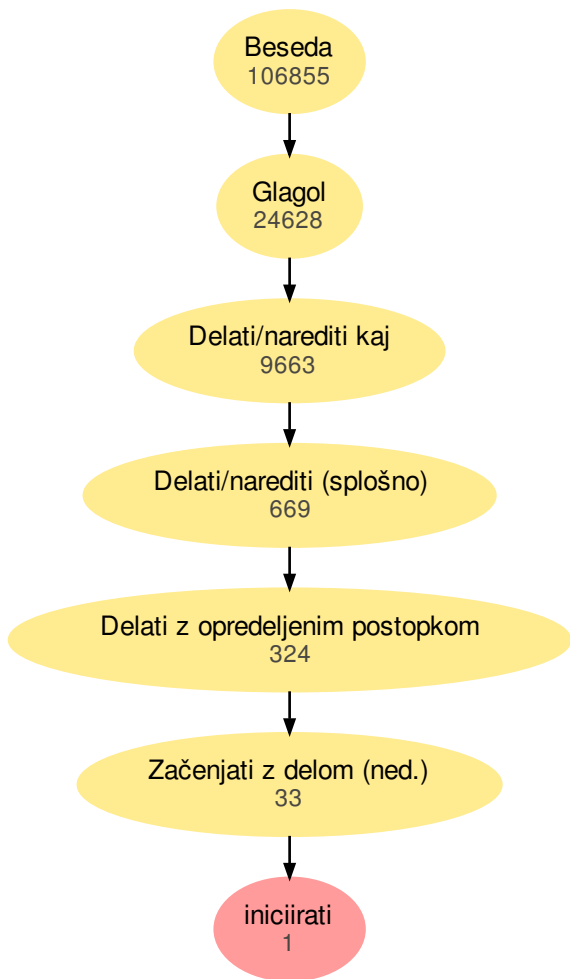 Beseda
106855
Glagol
24628
Delati/narediti kaj
9663
Delati/narediti (splošno)
669
Delati z opredeljenim postopkom
324
Začenjati z delom (ned.)
33
iniciirati
1